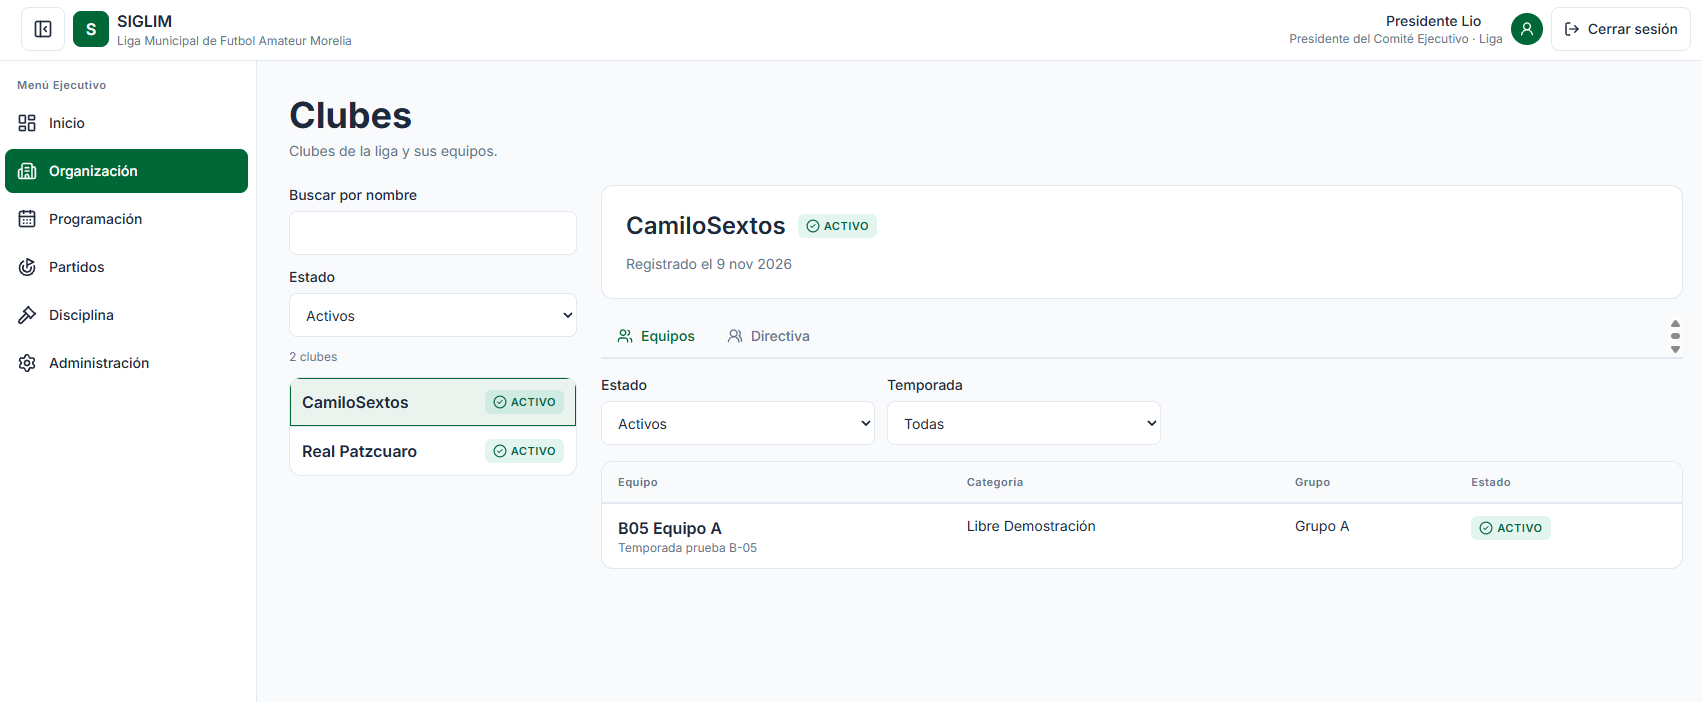 S
SIGLIM
Liga Municipal de Futbol Amateur Morelia
Presidente Lio
Presidente del Comité Ejecutivo · Liga
Cerrar sesión
Menú Ejecutivo
Inicio
Organización
Programación
Partidos
Disciplina
Administración
Clubes
Clubes de la liga y sus equipos.
Buscar por nombre
Estado
Activos
2 clubes
CamiloSextos
ACTIVO
Real Patzcuaro
ACTIVO
CamiloSextos
ACTIVO
Registrado el 9 nov 2026
Equipos
Directiva
Estado
Temporada
Activos
Todas
Equipo
Categoría
Grupo
Estado
B05 Equipo A
Temporada prueba B-05
Libre Demostración
Grupo A
ACTIVO